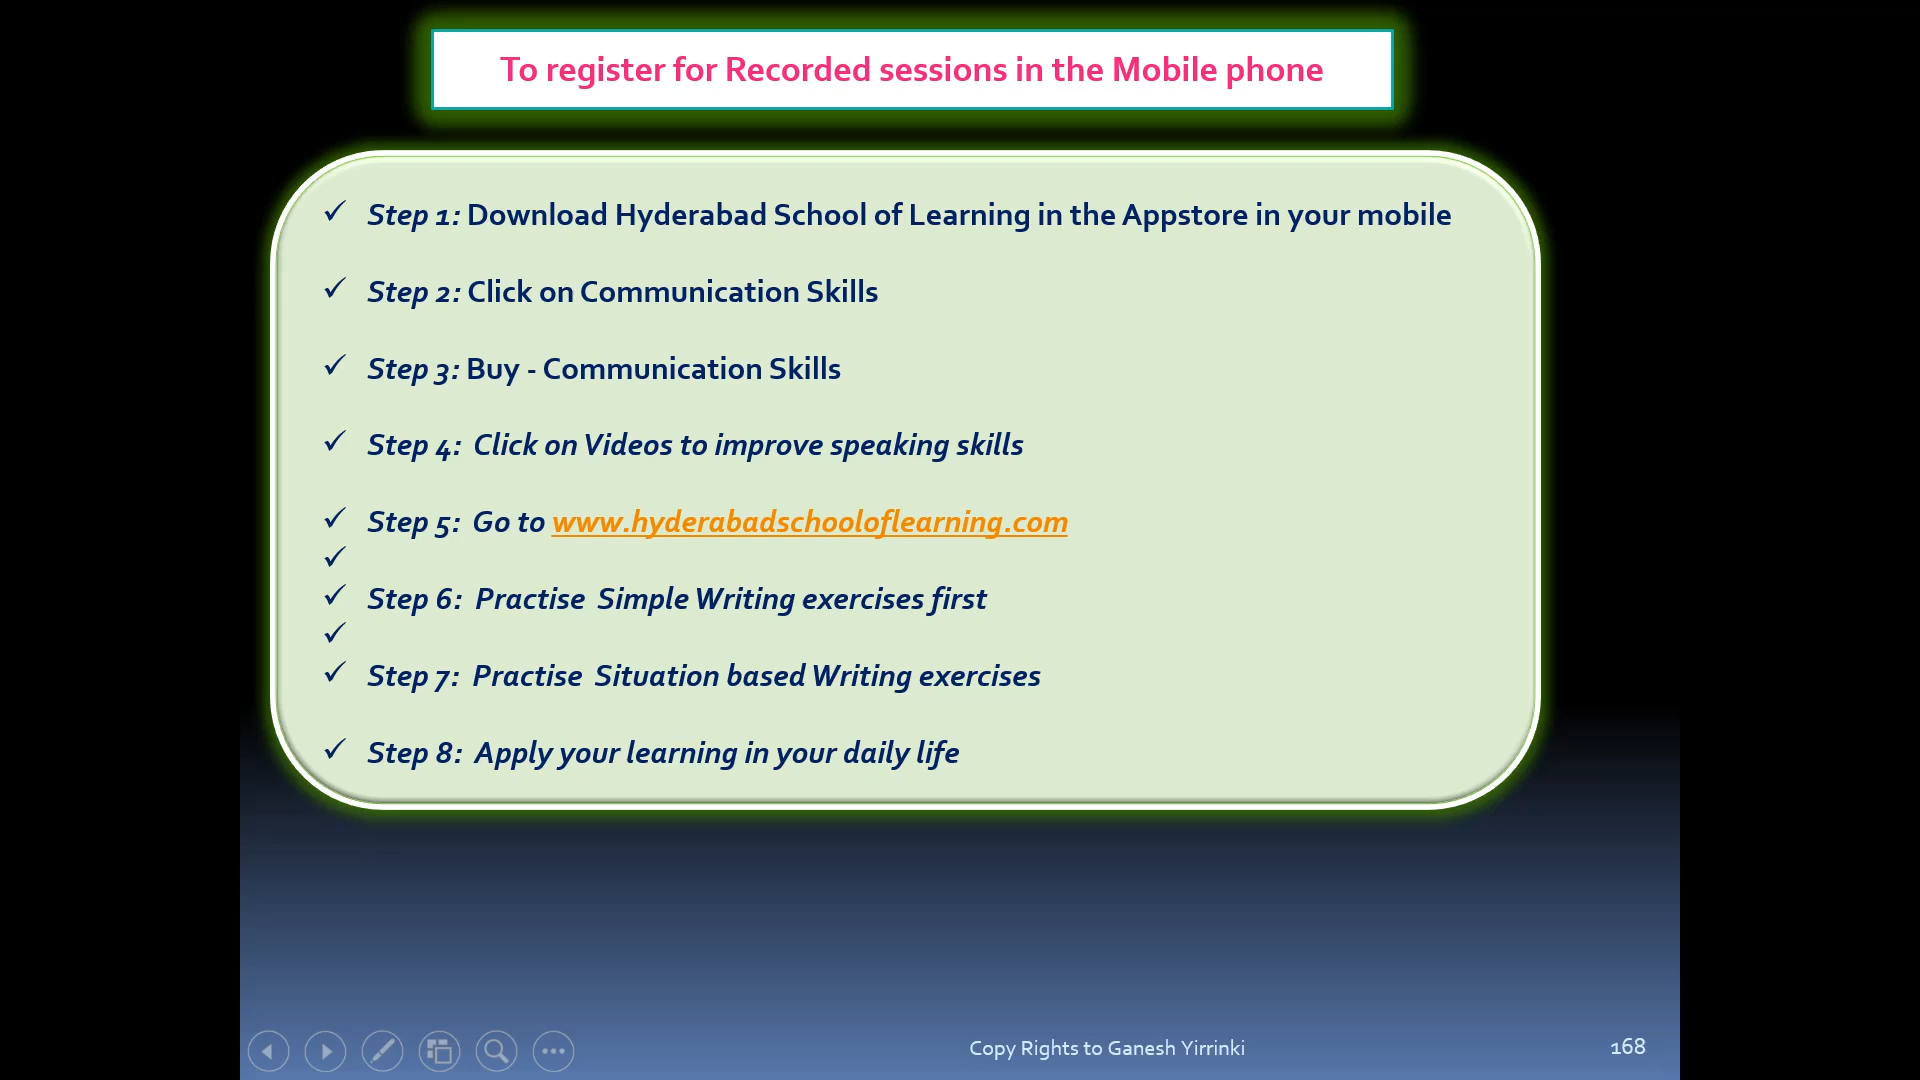 To register for Recorded sessions in the Mobile phone
✓ Step 1: Download Hyderabad School of Learning in the Appstore in your mobile
✓ Step 2: Click on Communication Skills
✓ Step 3: Buy - Communication Skills
✓ Step 4: Click on Videos to improve speaking skills
✓ Step 5: Go to www.hyderabadschooloflearning.com
✓
✓ Step 6: Practise Simple Writing exercises first
✓
✓ Step 7: Practise Situation based Writing exercises
✓ Step 8: Apply your learning in your daily life
Copy Rights to Ganesh Yirrinki
168